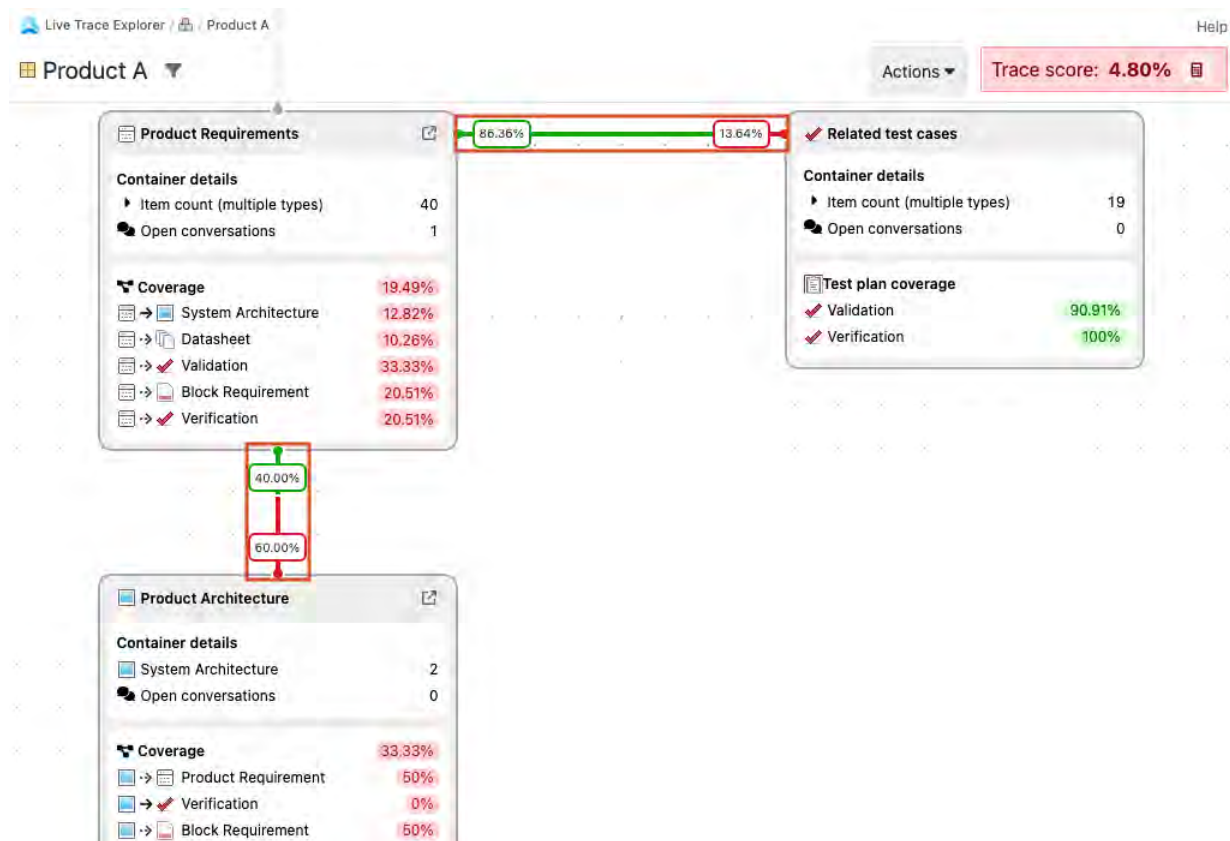 Live Trace Explorer / / Product A
Help
Product A
Actions
Trace score: 4.80%
Product Requirements
86.36%
13.64%
Related test cases
Container details
Item count (multiple types) 40
Open conversations 1
Coverage 19.49%
System Architecture 12.82%
Datasheet 10.26%
Validation 33.33%
Block Requirement 20.51%
Verification 20.51%
Container details
Item count (multiple types) 19
Open conversations 0
Test plan coverage
Validation 90.91%
Verification 100%
40.00%
60.00%
Product Architecture
Container details
System Architecture 2
Open conversations 0
Coverage 33.33%
Product Requirement 50%
Verification 0%
Block Requirement 50%